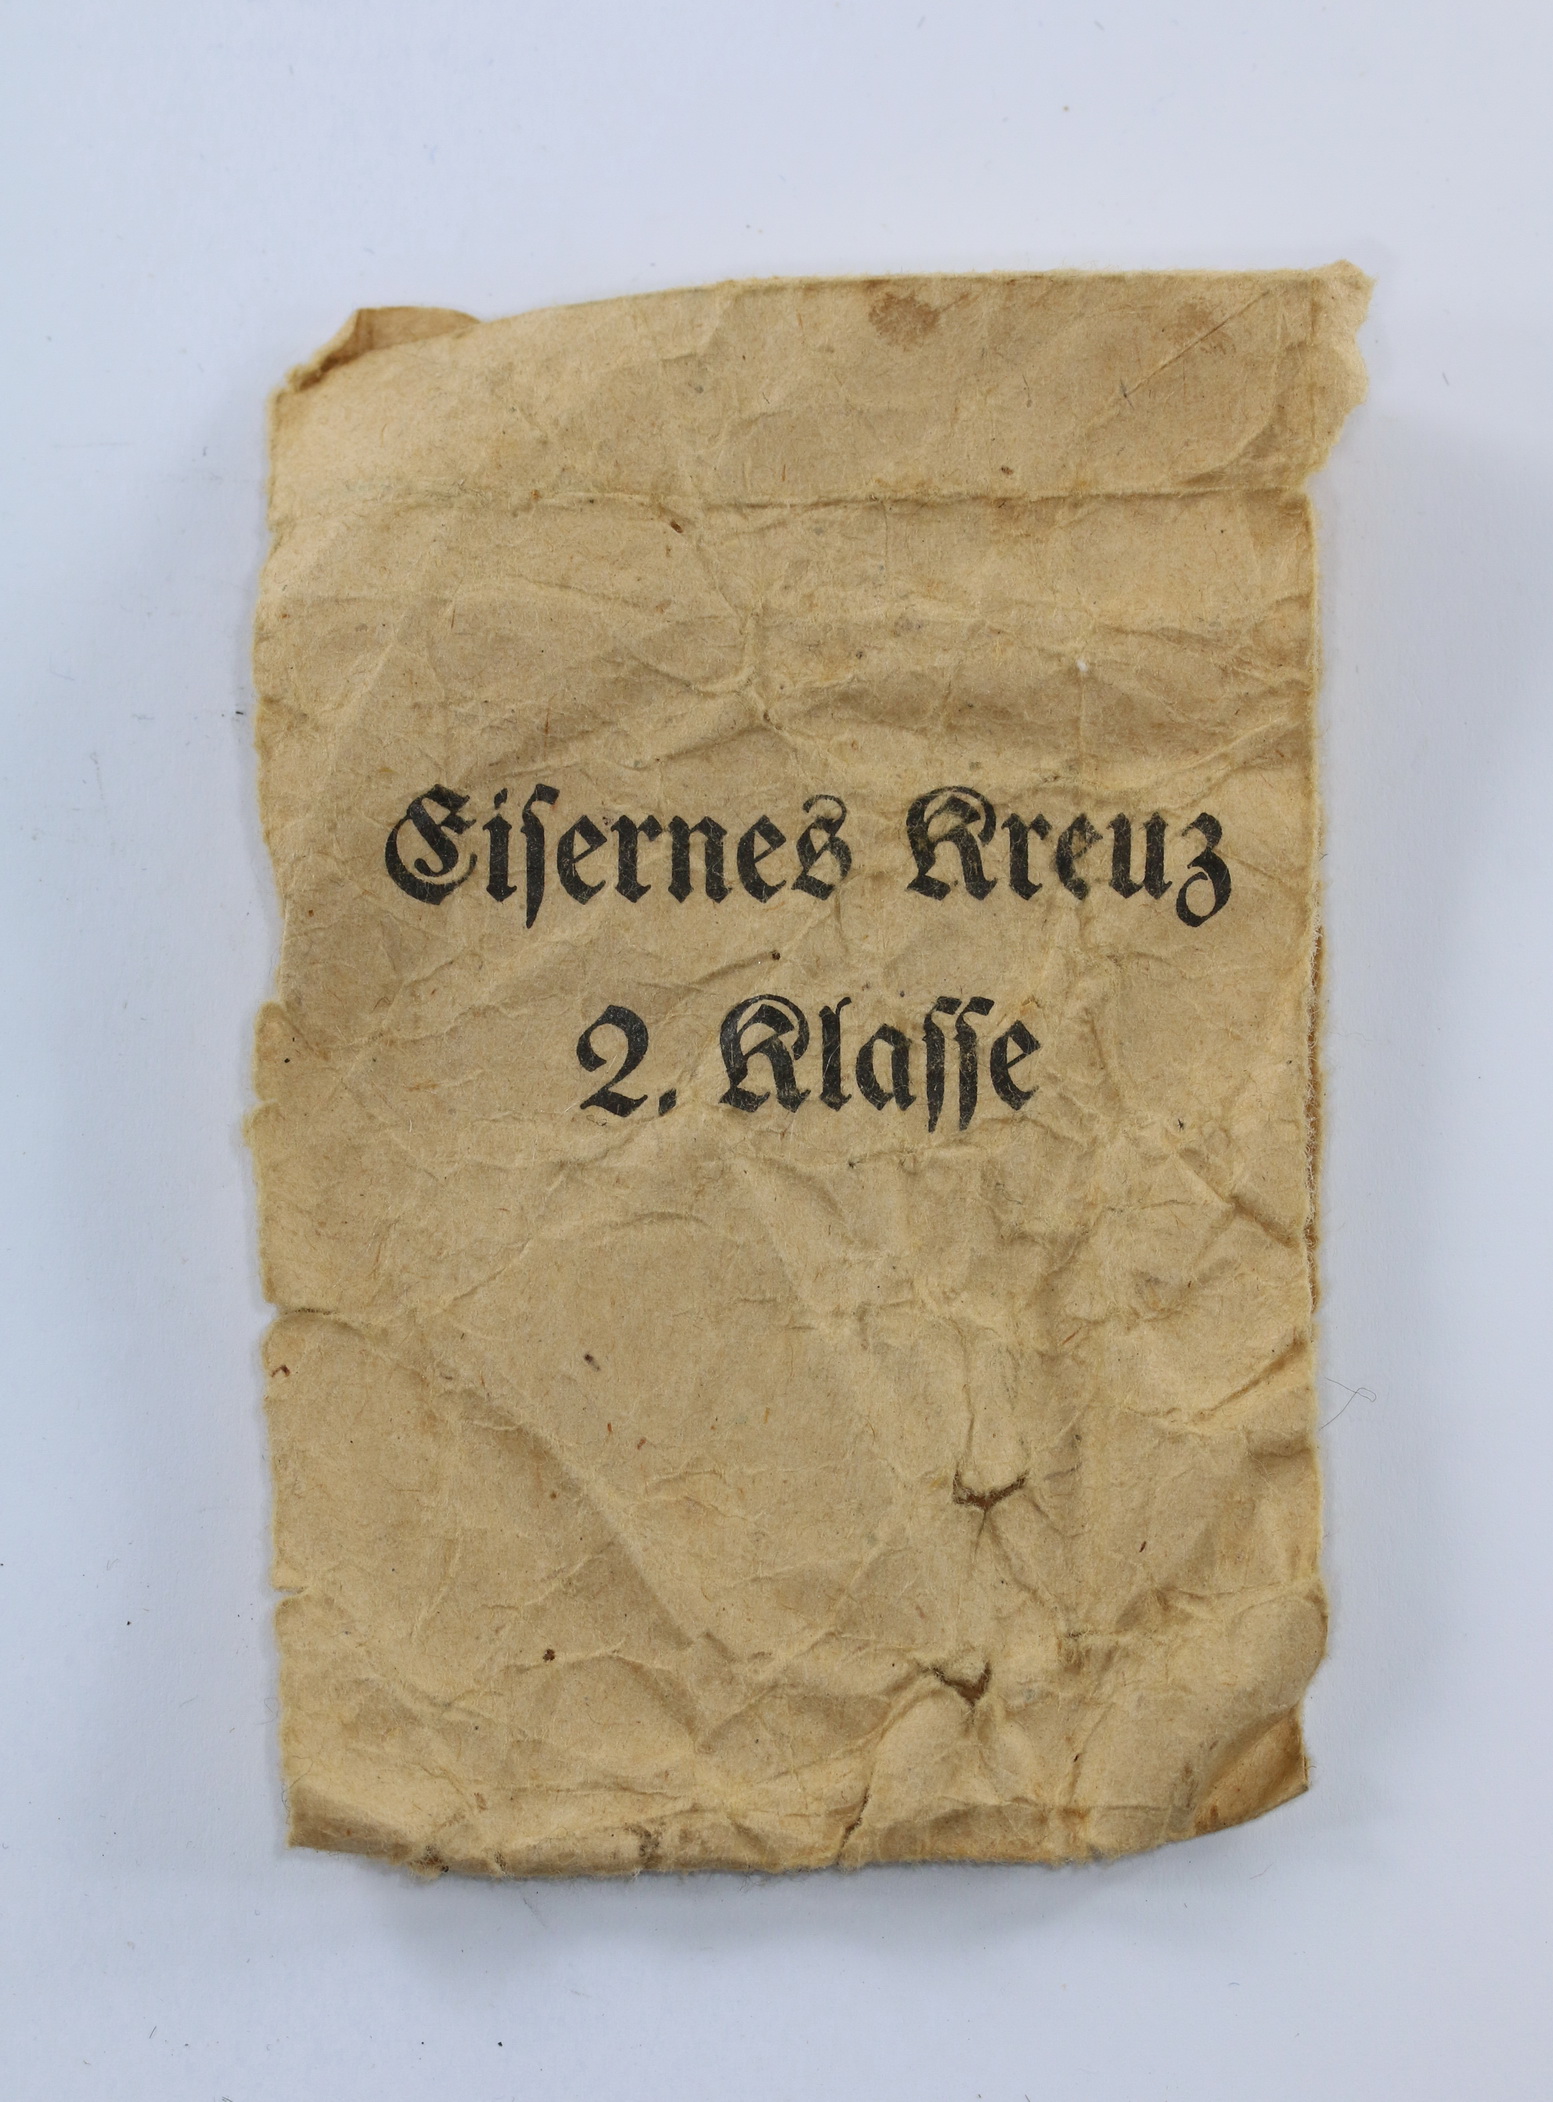 Eiſernes Kreuz
2. Klaſſe